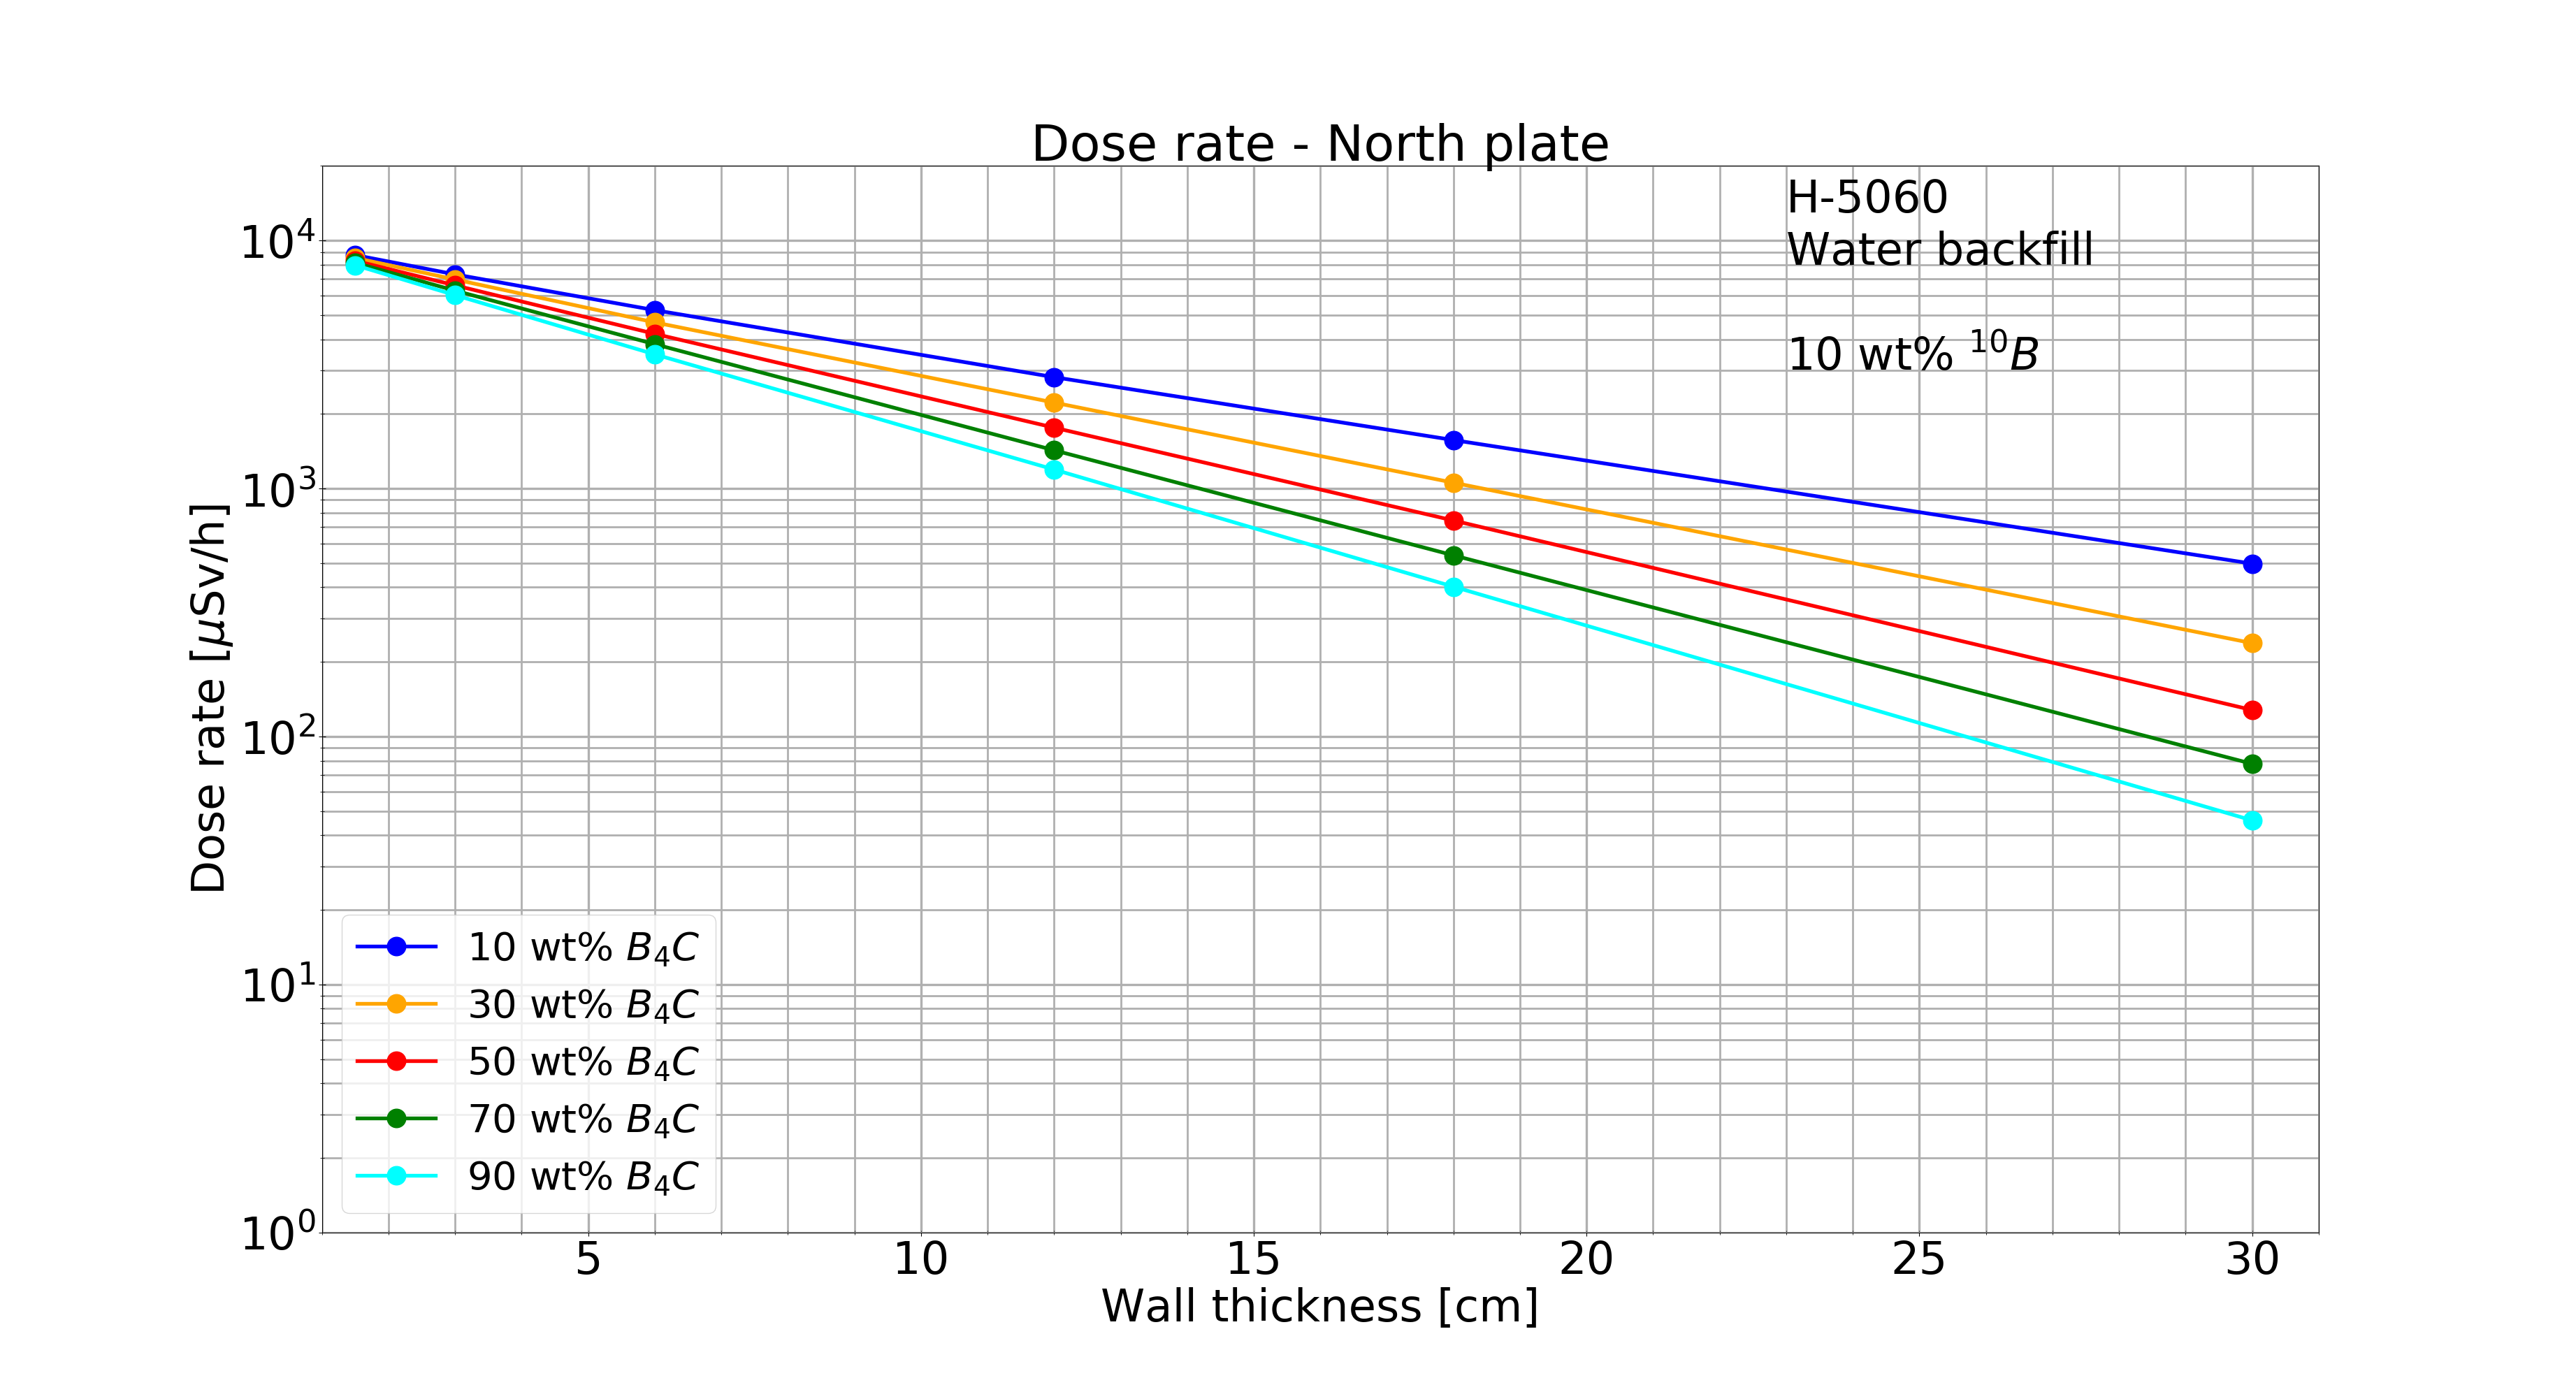 Dose rate - North plate
H-5060
Water backfill
10 wt% ¹⁰B
Dose rate [μSv/h]
10⁴
10³
10²
10¹
10⁰
10 wt% B₄C
30 wt% B₄C
50 wt% B₄C
70 wt% B₄C
90 wt% B₄C
5 10 15 20 25 30
Wall thickness [cm]